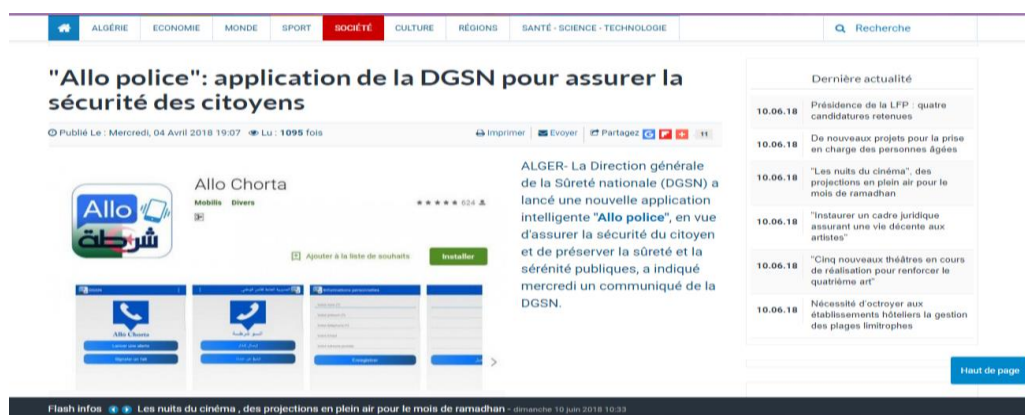 ALGÉRIE ECONOMIE MONDE SPORT SOCIÉTÉ CULTURE RÉGIONS SANTÉ - SCIENCE - TECHNOLOGIE Recherche
"Allo police": application de la DGSN pour assurer la
sécurité des citoyens
Publié Le : Mercredi, 04 Avril 2018 19:07 Lu : 1095 fois Imprimer Evoyer Partagez G 11
Allo
شرطة
Allo Chorta
Mobilis Divers
624
Ajouter à la liste de souhaits Installer
Allô Chorta
Enregistrer
ALGER- La Direction générale
de la Sûreté nationale (DGSN) a
lancé une nouvelle application
intelligente "Allo police", en vue
d'assurer la sécurité du citoyen
et de préserver la sûreté et la
sérénité publiques, a indiqué
mercredi un communiqué de la
DGSN.
Dernière actualité
10.06.18 Présidence de la LFP : quatre
candidatures retenues
10.06.18 De nouveaux projets pour la prise
en charge des personnes âgées
10.06.18 "Les nuits du cinéma", des
projections en plein air pour le
mois de ramadhan
10.06.18 "Instaurer un cadre juridique
assurant une vie décente aux
artistes"
10.06.18 "Cinq nouveaux théâtres en cours
de réalisation pour renforcer le
quatrième art"
10.06.18 Nécessité d'octroyer aux
établissements hôteliers la gestion
des plages limitrophes
Haut de page
Flash infos Les nuits du cinéma , des projections en plein air pour le mois de ramadhan - dimanche 10 juin 2018 10:33